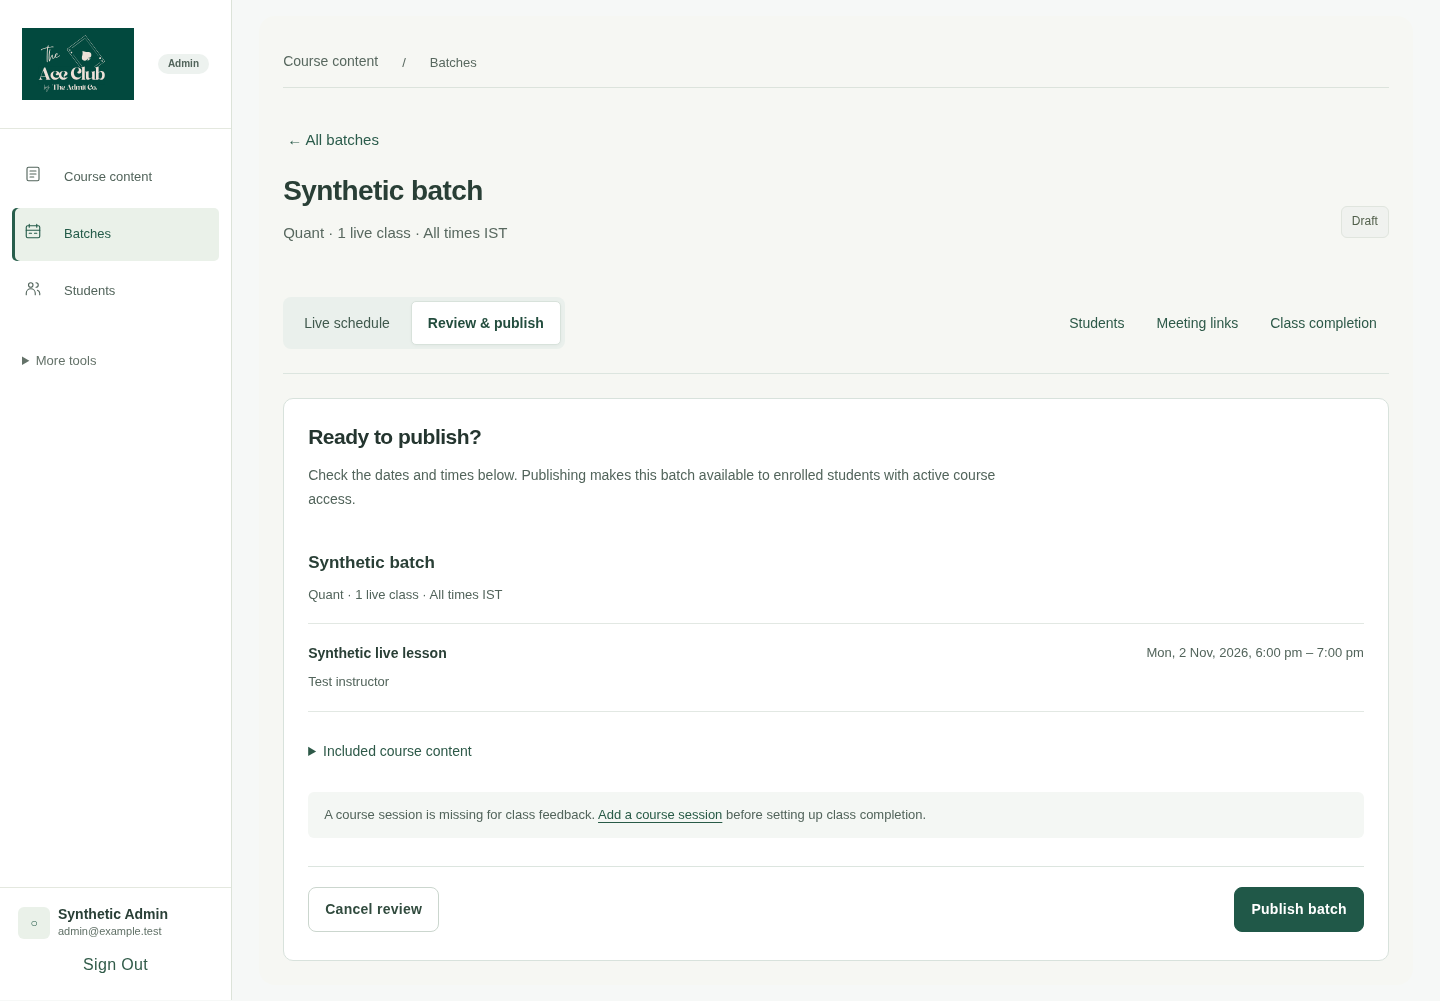 The
Ace Club
by The Admit Co.
Admin
Course content
Batches
Students
More tools
Synthetic Admin
admin@example.test
Sign Out
Course content / Batches
← All batches
Synthetic batch
Quant · 1 live class · All times IST
Draft
Live schedule
Review & publish
Students
Meeting links
Class completion
Ready to publish?
Check the dates and times below. Publishing makes this batch available to enrolled students with active course
access.
Synthetic batch
Quant · 1 live class · All times IST
Synthetic live lesson
Mon, 2 Nov, 2026, 6:00 pm – 7:00 pm
Test instructor
Included course content
A course session is missing for class feedback. Add a course session before setting up class completion.
Cancel review
Publish batch